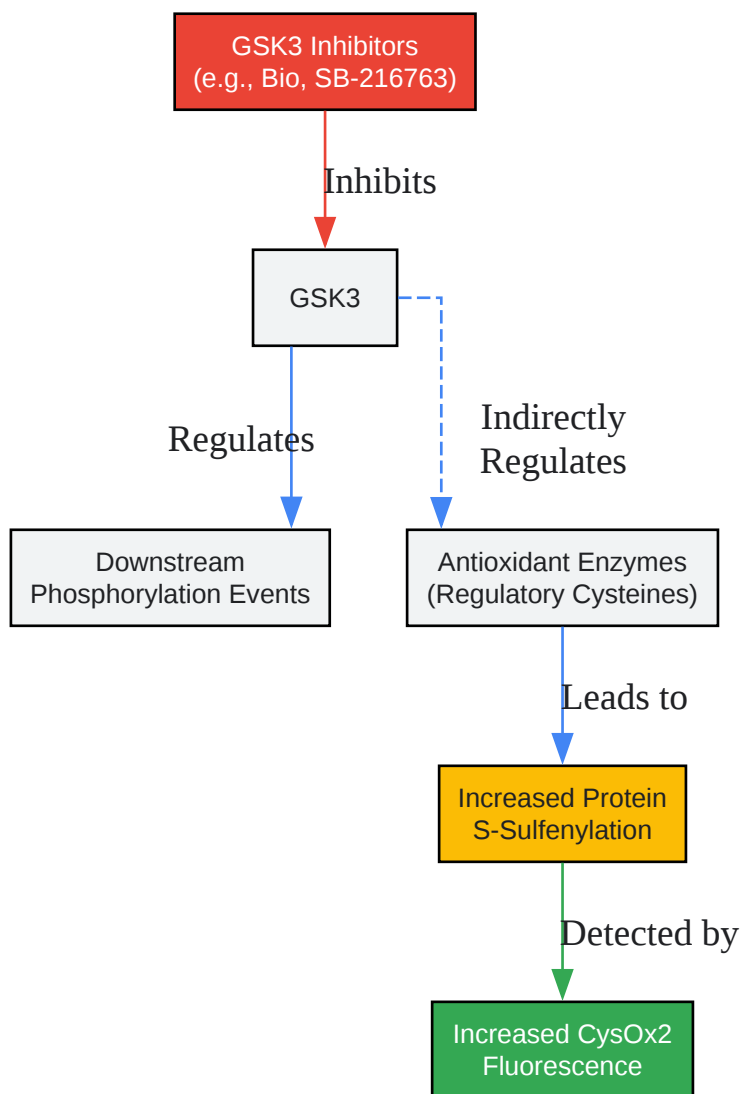 GSK3 Inhibitors
(e.g., Bio, SB-216763)
Inhibits
GSK3
Regulates
Indirectly
Regulates
Downstream
Phosphorylation Events
Antioxidant Enzymes
(Regulatory Cysteines)
Leads to
Increased Protein
S-Sulfenylation
Detected by
Increased CysOx2
Fluorescence